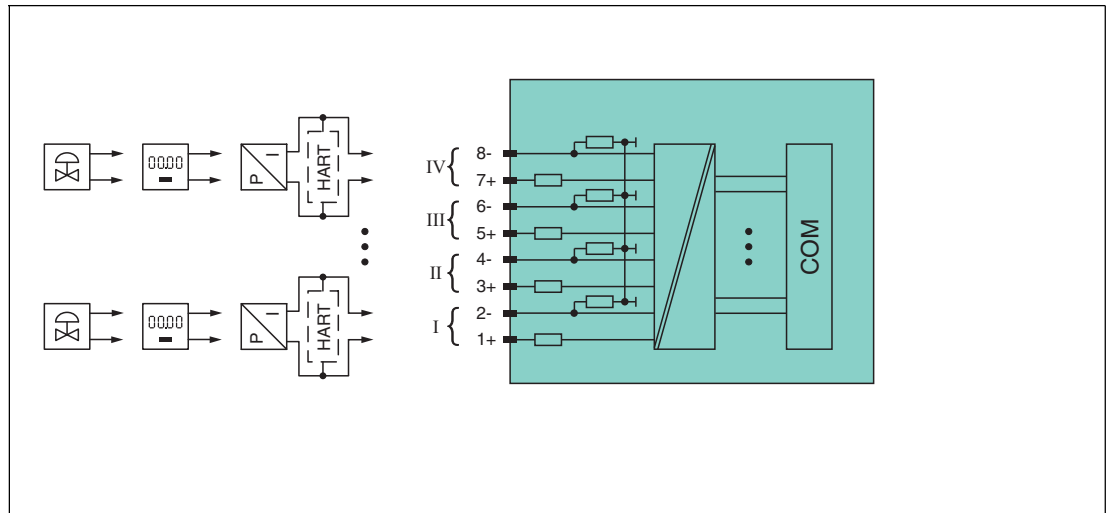 00.00
P
I
HART
IV
8-
7+
III
6-
5+
II
4-
3+
I
2-
1+
COM
00.00
P
I
HART